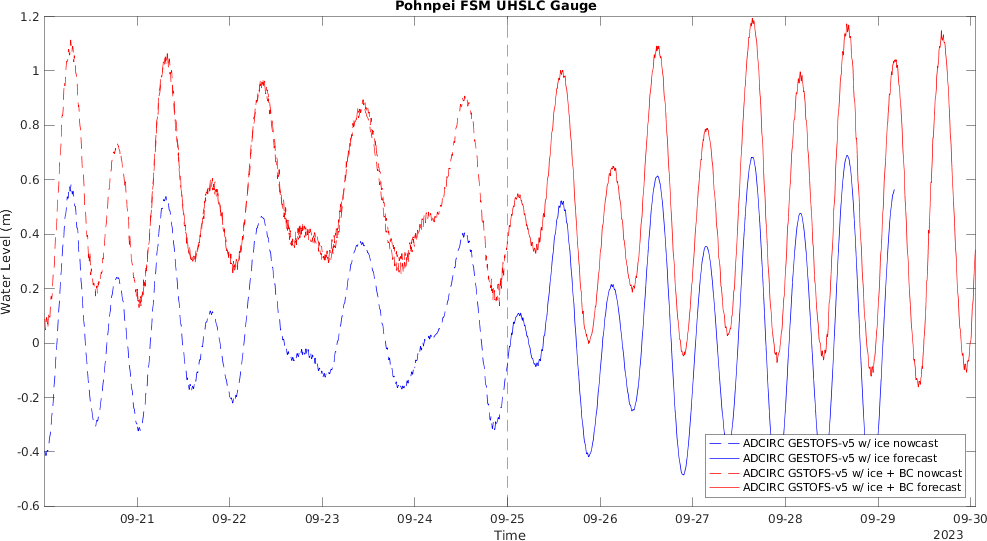 Pohnpei FSM UHSLC Gauge
Water Level (m)
1.2
1
0.8
0.6
0.4
0.2
0
-0.2
-0.4
-0.6
ADCIRC GESTOFS-v5 w/ ice nowcast
ADCIRC GESTOFS-v5 w/ ice forecast
ADCIRC GSTOFS-v5 w/ ice + BC nowcast
ADCIRC GSTOFS-v5 w/ ice + BC forecast
09-21 09-22 09-23 09-24 09-25 09-26 09-27 09-28 09-29 09-30
Time
2023